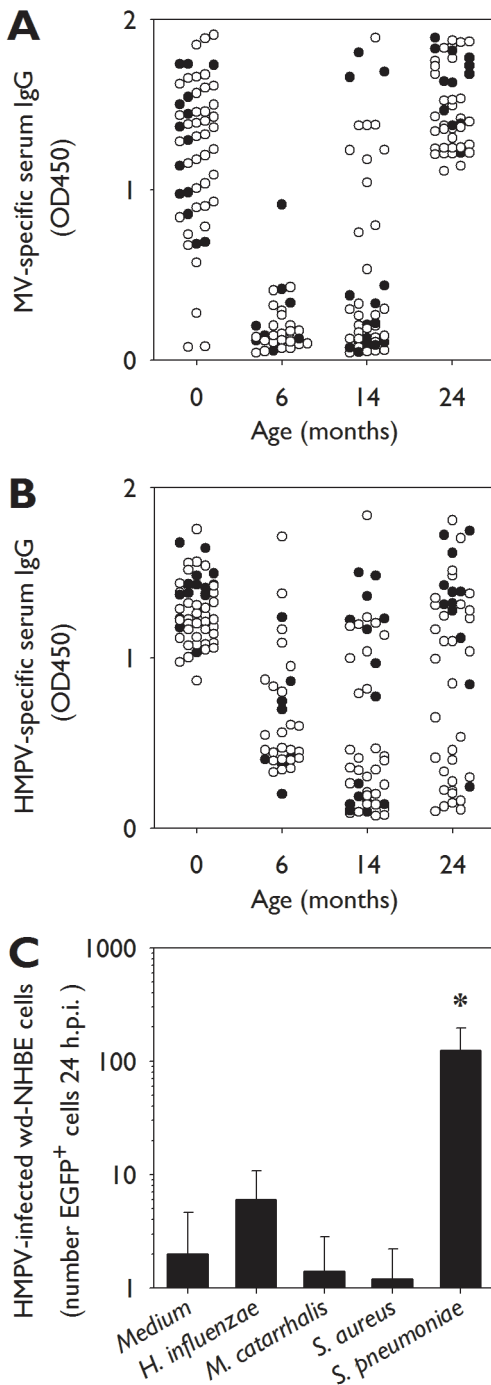 A
MV-specific serum IgG
(OD450)
2
1
0
0 6 14 24
Age (months)
B
HMPV-specific serum IgG
(OD450)
2
1
0
0 6 14 24
Age (months)
C
HMPV-infected wd-NHBE cells
(number EGFP+ cells 24 h.p.i. )
1000
100
10
1
*
Medium
H. influenzae
M. catarrhalis
S. aureus
S. pneumoniae